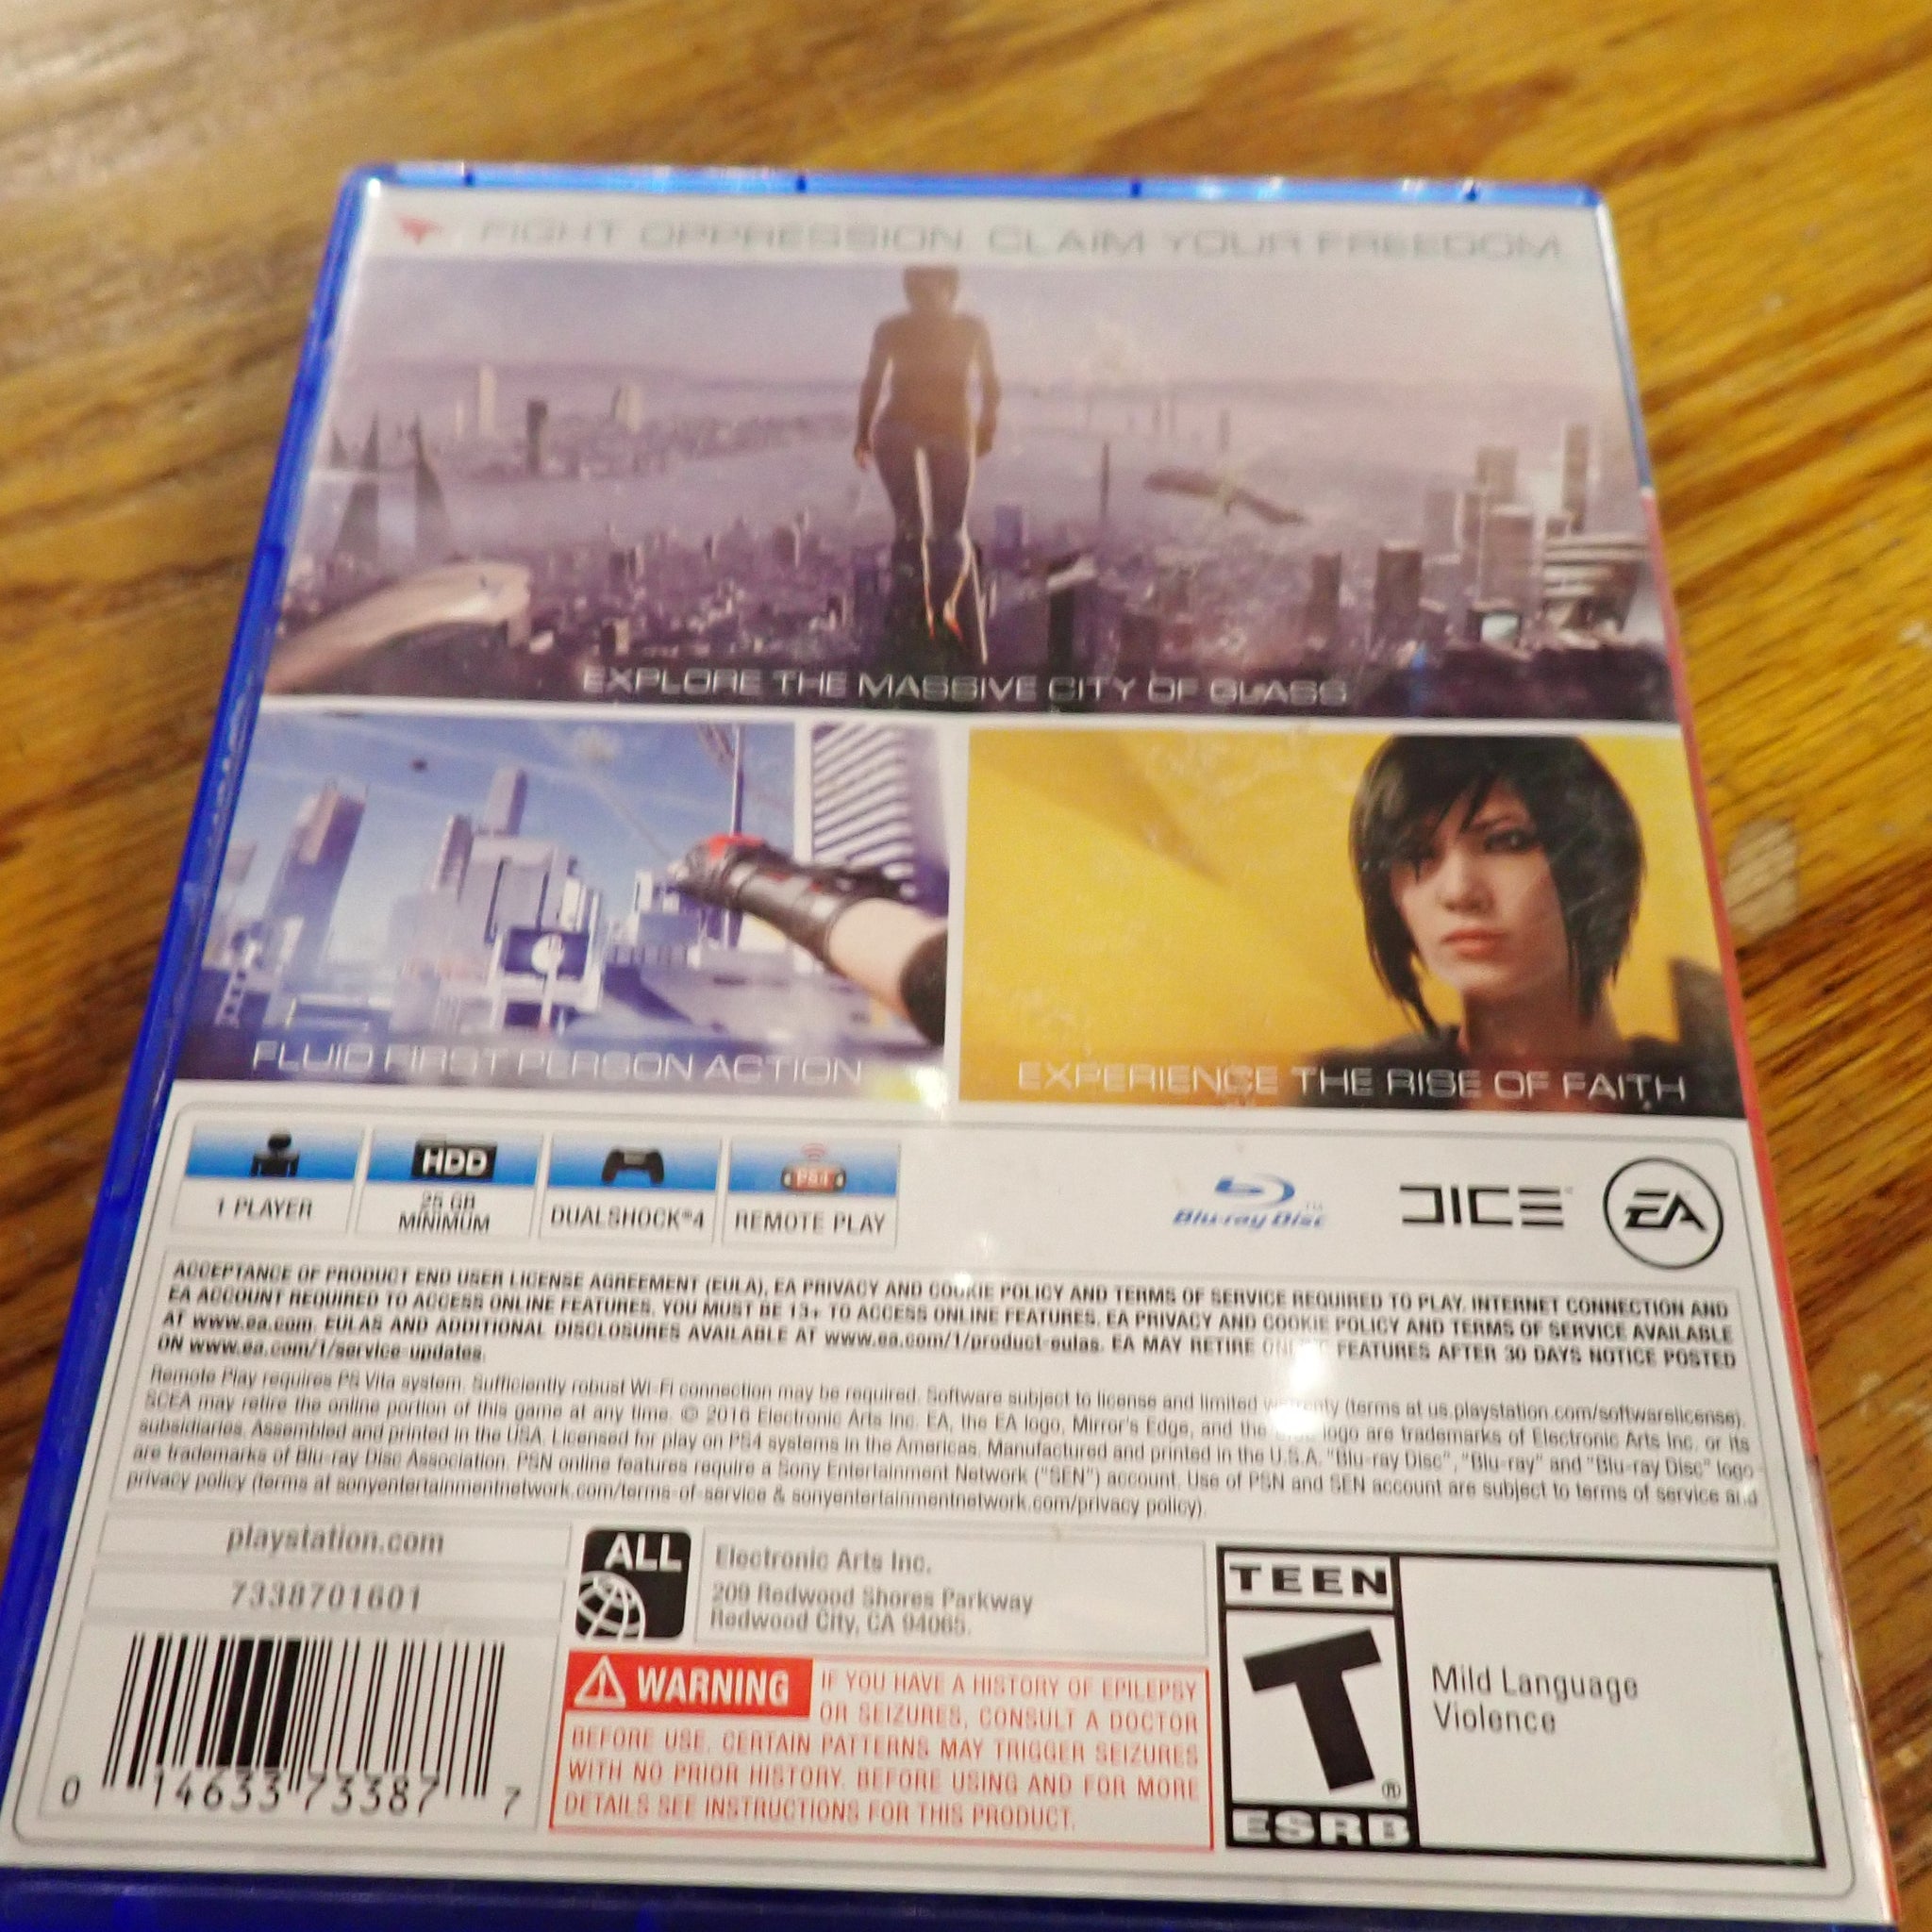 FIGHT OPPRESSION. CLAIM YOUR FREEDOM
EXPLORE THE MASSIVE CITY OF GLASS
FLUID FIRST PERSON ACTION
EXPERIENCE THE RISE OF FAITH
1 PLAYER
HDD
25 GB
MINIMUM
DUALSHOCK®4
PS4
REMOTE PLAY
Blu-ray Disc™
DICE™
EA
ACCEPTANCE OF PRODUCT END USER LICENSE AGREEMENT (EULA), EA PRIVACY AND COOKIE POLICY AND TERMS OF SERVICE REQUIRED TO PLAY. INTERNET CONNECTION AND
EA ACCOUNT REQUIRED TO ACCESS ONLINE FEATURES. YOU MUST BE 13+ TO ACCESS ONLINE FEATURES. EA PRIVACY AND COOKIE POLICY AND TERMS OF SERVICE AVAILABLE
AT www.ea.com. EULAS AND ADDITIONAL DISCLOSURES AVAILABLE AT www.ea.com/1/product-eulas. EA MAY RETIRE FEATURES AFTER 30 DAYS NOTICE POSTED
ON www.ea.com/1/service-updates.
Remote Play requires PS Vita system. Sufficiently robust Wi-Fi connection may be required. Software subject to license and limited warranty (terms at us.playstation.com/softwarelicense).
SCEA may retire the online portion of this game at any time. © 2016 Electronic Arts Inc. EA, the EA logo, Mirror's Edge, and the logo are trademarks of Electronic Arts Inc. or its
subsidiaries. Assembled and printed in the USA. Licensed for play on PS4 systems in the Americas. Manufactured and printed in the U.S.A. "Blu-ray Disc", "Blu-ray" and "Blu-ray Disc" logo
are trademarks of Blu-ray Disc Association. PSN online features require a Sony Entertainment Network ("SEN") account. Use of PSN and SEN account are subject to terms of service and
privacy policy (terms at sonyentertainmentnetwork.com/terms-of-service & sonyentertainmentnetwork.com/privacy policy).
playstation.com
7338701601
0 14633 73387 7
ALL
Electronic Arts Inc.
209 Redwood Shores Parkway
Redwood City, CA 94065.
WARNING IF YOU HAVE A HISTORY OF EPILEPSY
OR SEIZURES, CONSULT A DOCTOR
BEFORE USE. CERTAIN PATTERNS MAY TRIGGER SEIZURES
WITH NO PRIOR HISTORY. BEFORE USING AND FOR MORE
DETAILS SEE INSTRUCTIONS FOR THIS PRODUCT.
TEEN
T®
ESRB
Mild Language
Violence